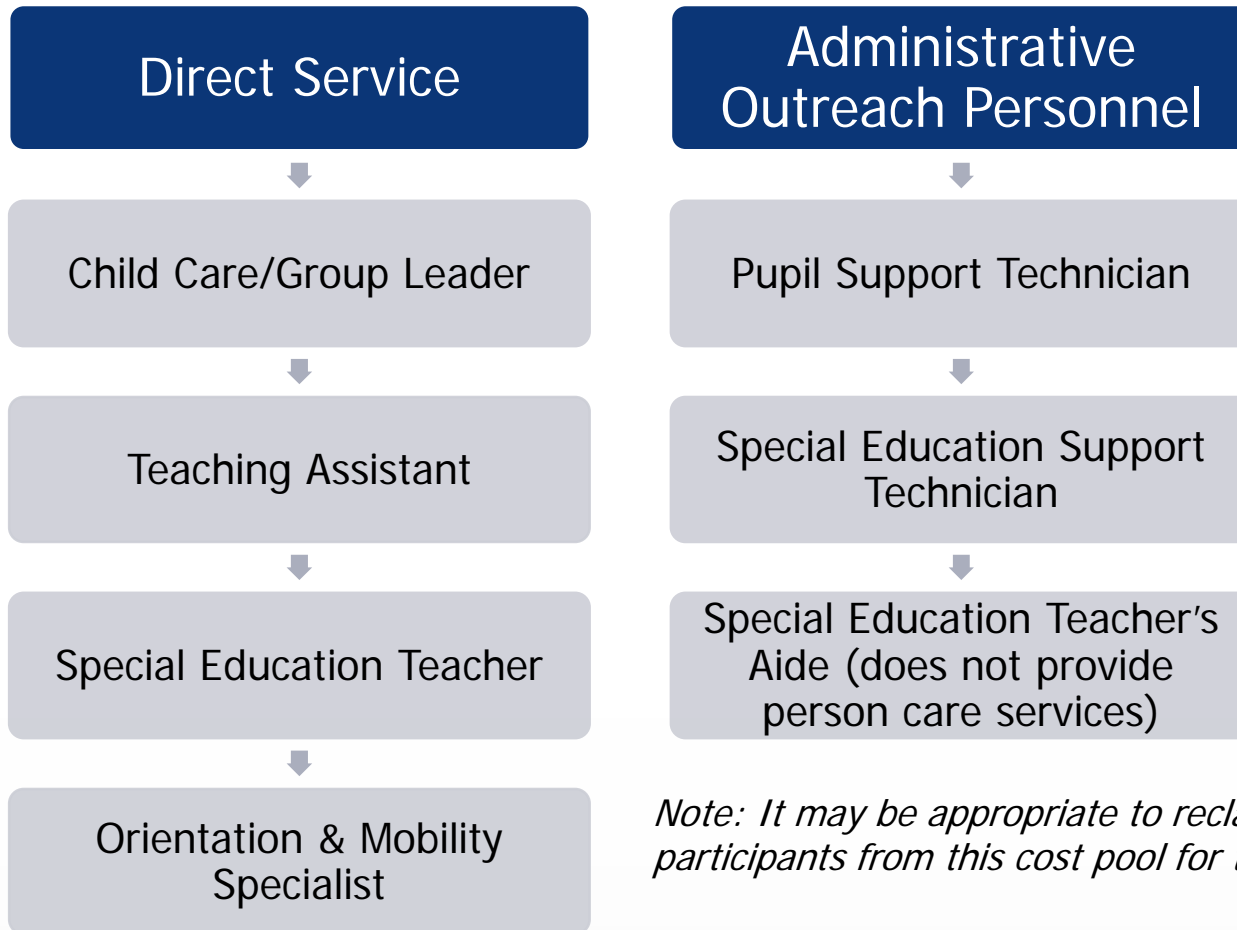 Direct Service
Child Care/Group Leader
Teaching Assistant
Special Education Teacher
Orientation & Mobility
Specialist
Administrative
Outreach Personnel
Pupil Support Technician
Special Education Support
Technician
Special Education Teacher's
Aide (does not provide
person care services)
Note: It may be appropriate to
participants from this cost pool for